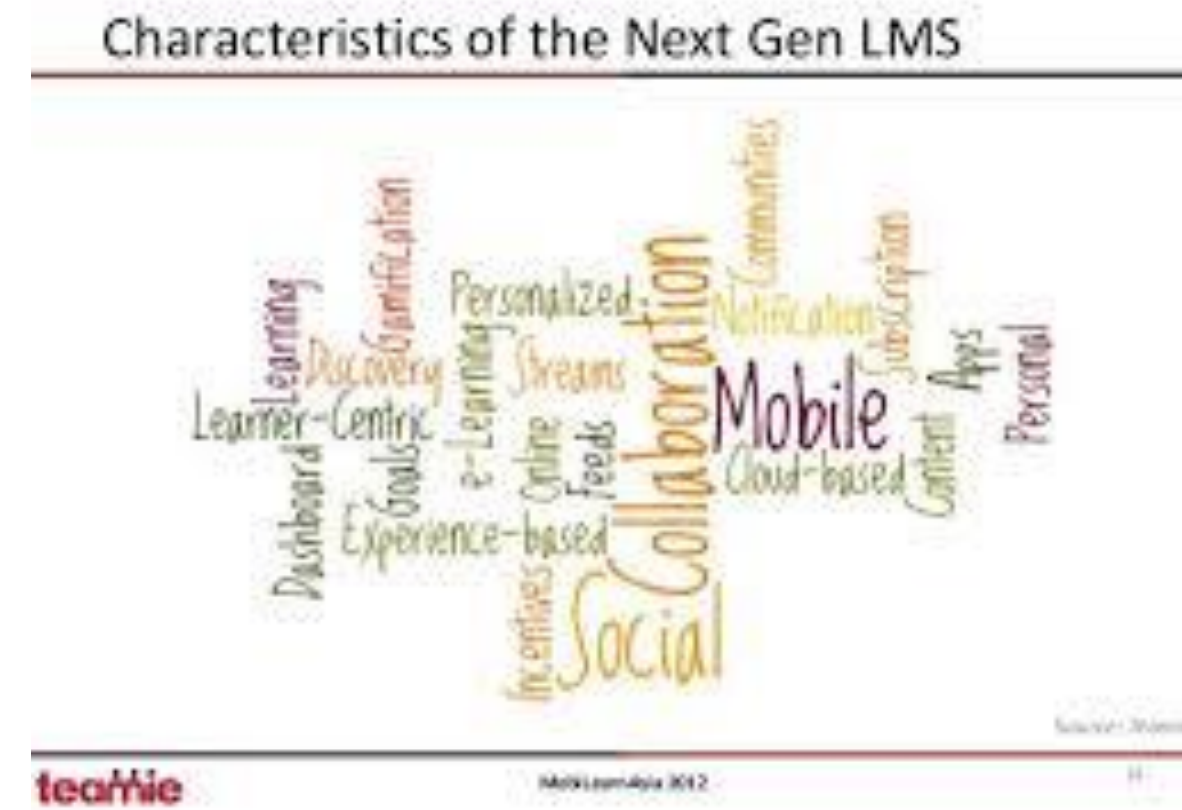 Characteristics of the Next Gen LMS
Communities
Gamification
Subscription
Collaboration
Learning
Personalized
Notification
Discovery
e-Learning
Streams
Mobile
Apps
Personal
Learner-Centric
Online
Feeds
Cloud-based
Content
Dashboard
Goals
Experience-based
Incentives
Social
teamie
MobiLearnAsia 2012